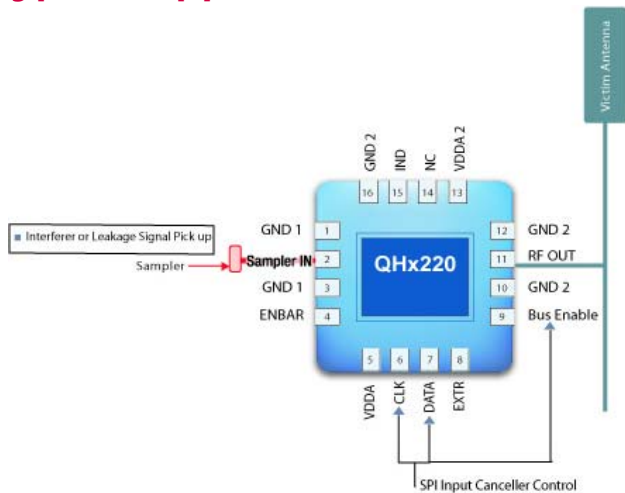 Victim Antenna
GND 2
IND
NC
VDDA 2
16
15
14
13
Interferer or Leakage Signal Pick up
Sampler
GND 1
1
Sampler IN
2
GND 1
3
ENBAR
4
QHx220
12
GND 2
11
RF OUT
10
GND 2
9
Bus Enable
5
6
7
8
VDDA
CLK
DATA
EXTR
SPI Input Canceller Control